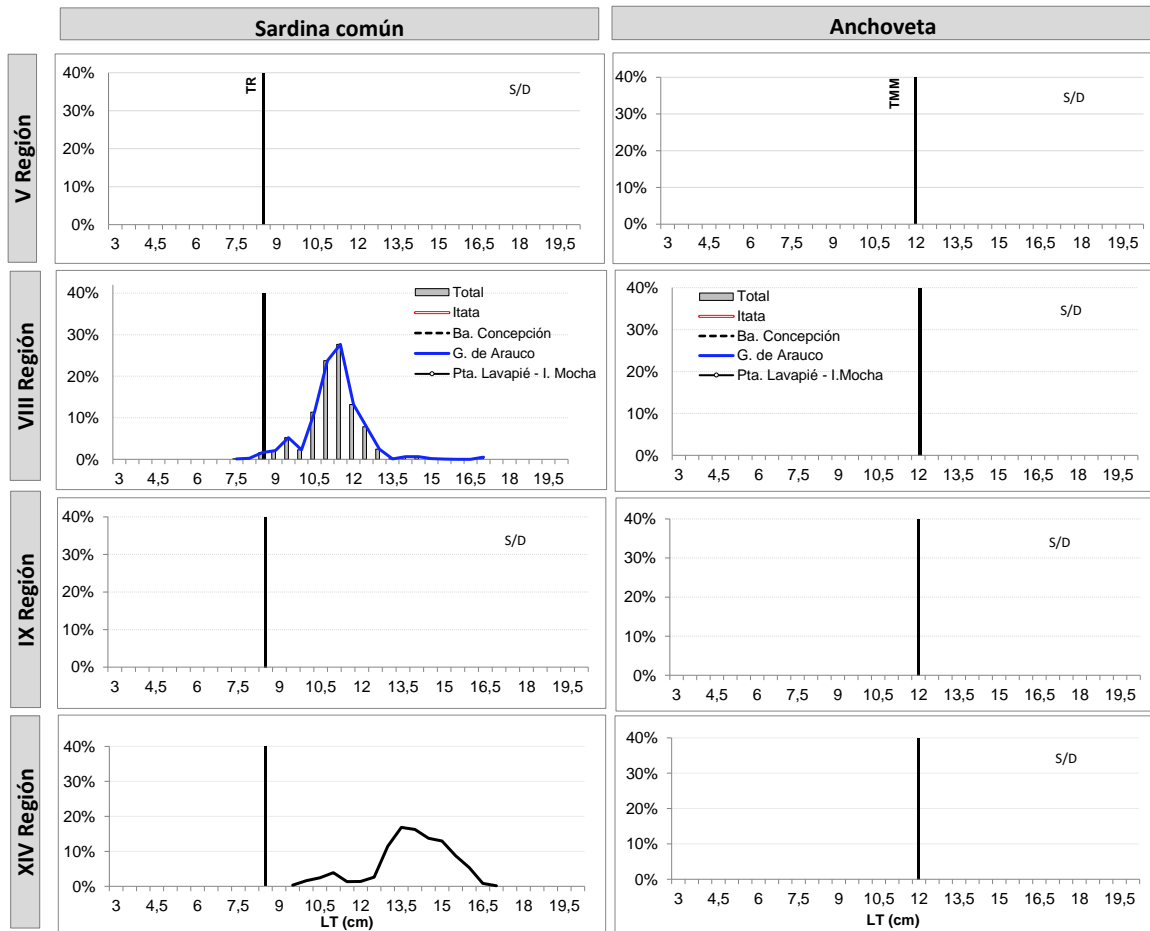 Sardina común
Anchoveta
V Región
40%
30%
20%
10%
0%
TR
S/D
3 4,5 6 7,5 9 10,5 12 13,5 15 16,5 18 19,5
40%
30%
20%
10%
0%
TMM
S/D
3 4,5 6 7,5 9 10,5 12 13,5 15 16,5 18 19,5
VIII Región
40%
30%
20%
10%
0%
Total
Itata
Ba. Concepción
G. de Arauco
Pta. Lavapié - I.Mocha
3 4,5 6 7,5 9 10,5 12 13,5 15 16,5 18 19,5
40%
30%
20%
10%
0%
Total
Itata
Ba. Concepción
G. de Arauco
Pta. Lavapié - I.Mocha
S/D
3 4,5 6 7,5 9 10,5 12 13,5 15 16,5 18 19,5
IX Región
40%
30%
20%
10%
0%
S/D
3 4,5 6 7,5 9 10,5 12 13,5 15 16,5 18 19,5
40%
30%
20%
10%
0%
S/D
3 4,5 6 7,5 9 10,5 12 13,5 15 16,5 18 19,5
XIV Región
40%
30%
20%
10%
0%
3 4,5 6 7,5 9 10,5 12 13,5 15 16,5 18 19,5
LT (cm)
40%
30%
20%
10%
0%
S/D
3 4,5 6 7,5 9 10,5 12 13,5 15 16,5 18 19,5
LT (cm)